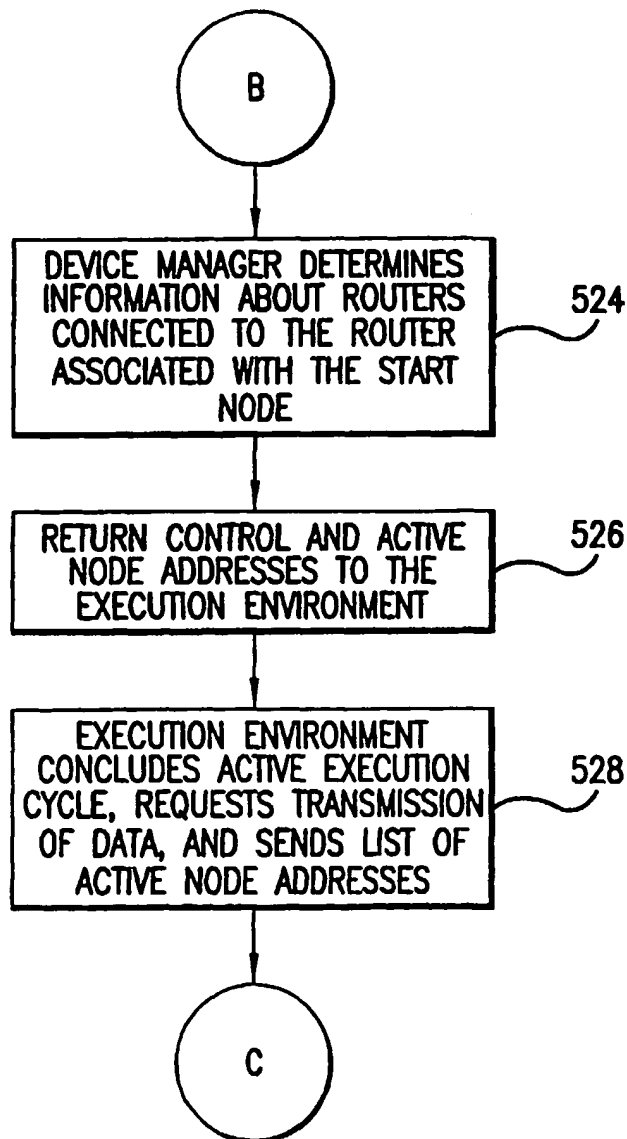 B
DEVICE MANAGER DETERMINES
INFORMATION ABOUT ROUTERS
CONNECTED TO THE ROUTER
ASSOCIATED WITH THE START
NODE
524
RETURN CONTROL AND ACTIVE
NODE ADDRESSES TO THE
EXECUTION ENVIRONMENT
526
EXECUTION ENVIRONMENT
CONCLUDES ACTIVE EXECUTION
CYCLE, REQUESTS TRANSMISSION
OF DATA, AND SENDS LIST OF
ACTIVE NODE ADDRESSES
528
C